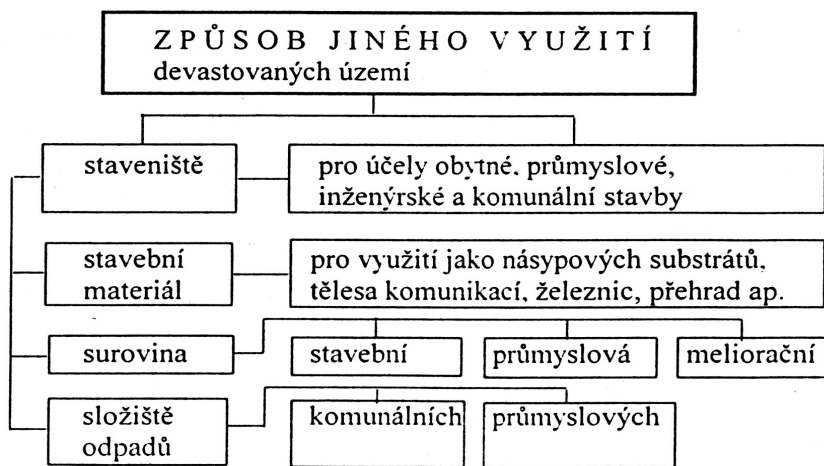 ZPŮSOB JINÉHO VYUŽITÍ
devastovaných území
staveniště
pro účely obytné, průmyslové,
inženýrské a komunální stavby
stavební
materiál
pro využití jako násypových substrátů,
tělesa komunikací, železnic, přehrad ap.
surovina
stavební
průmyslová
meliorační
složiště
odpadů
komunálních
průmyslových